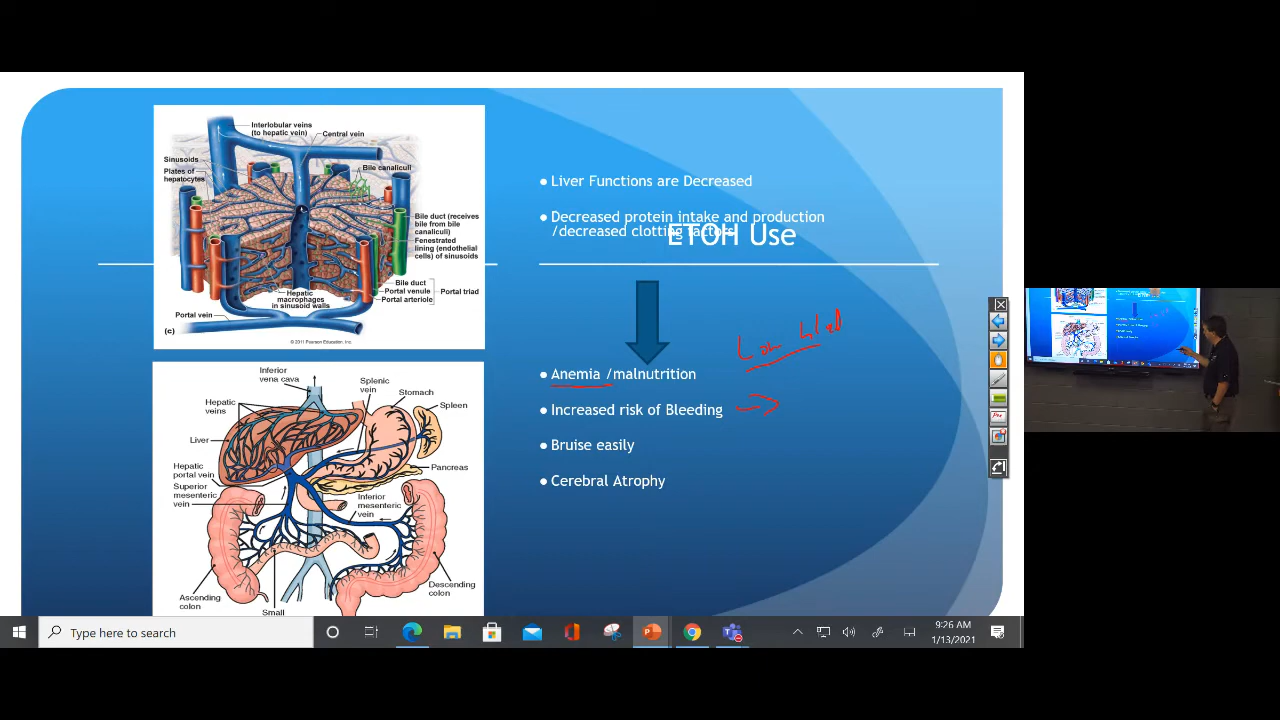 Interlobular veins
(to hepatic vein)
Central vein
Sinusoids
Plates of
hepatocytes
Bile canaliculi
Bile duct (receives
bile from bile
canaliculi)
Fenestrated
lining (endothelial
cells) of sinusoids
Bile duct
Portal venule
Portal arteriole
Portal triad
Hepatic
macrophages
in sinusoid walls
Portal vein
(c)
© 2011 Pearson Education, Inc.
Inferior
vena cava
Splenic
vein
Stomach
Spleen
Hepatic
veins
Liver
Pancreas
Hepatic
portal vein
Superior
mesenteric
vein
Inferior
mesenteric
vein
Ascending
colon
Descending
colon
Small
● Liver Functions are Decreased
● Decreased protein intake and production
/decreased clotting factors
ETOH Use
Low
● Anemia /malnutrition
● Increased risk of Bleeding
● Bruise easily
● Cerebral Atrophy
Type here to search
9:26 AM
1/13/2021